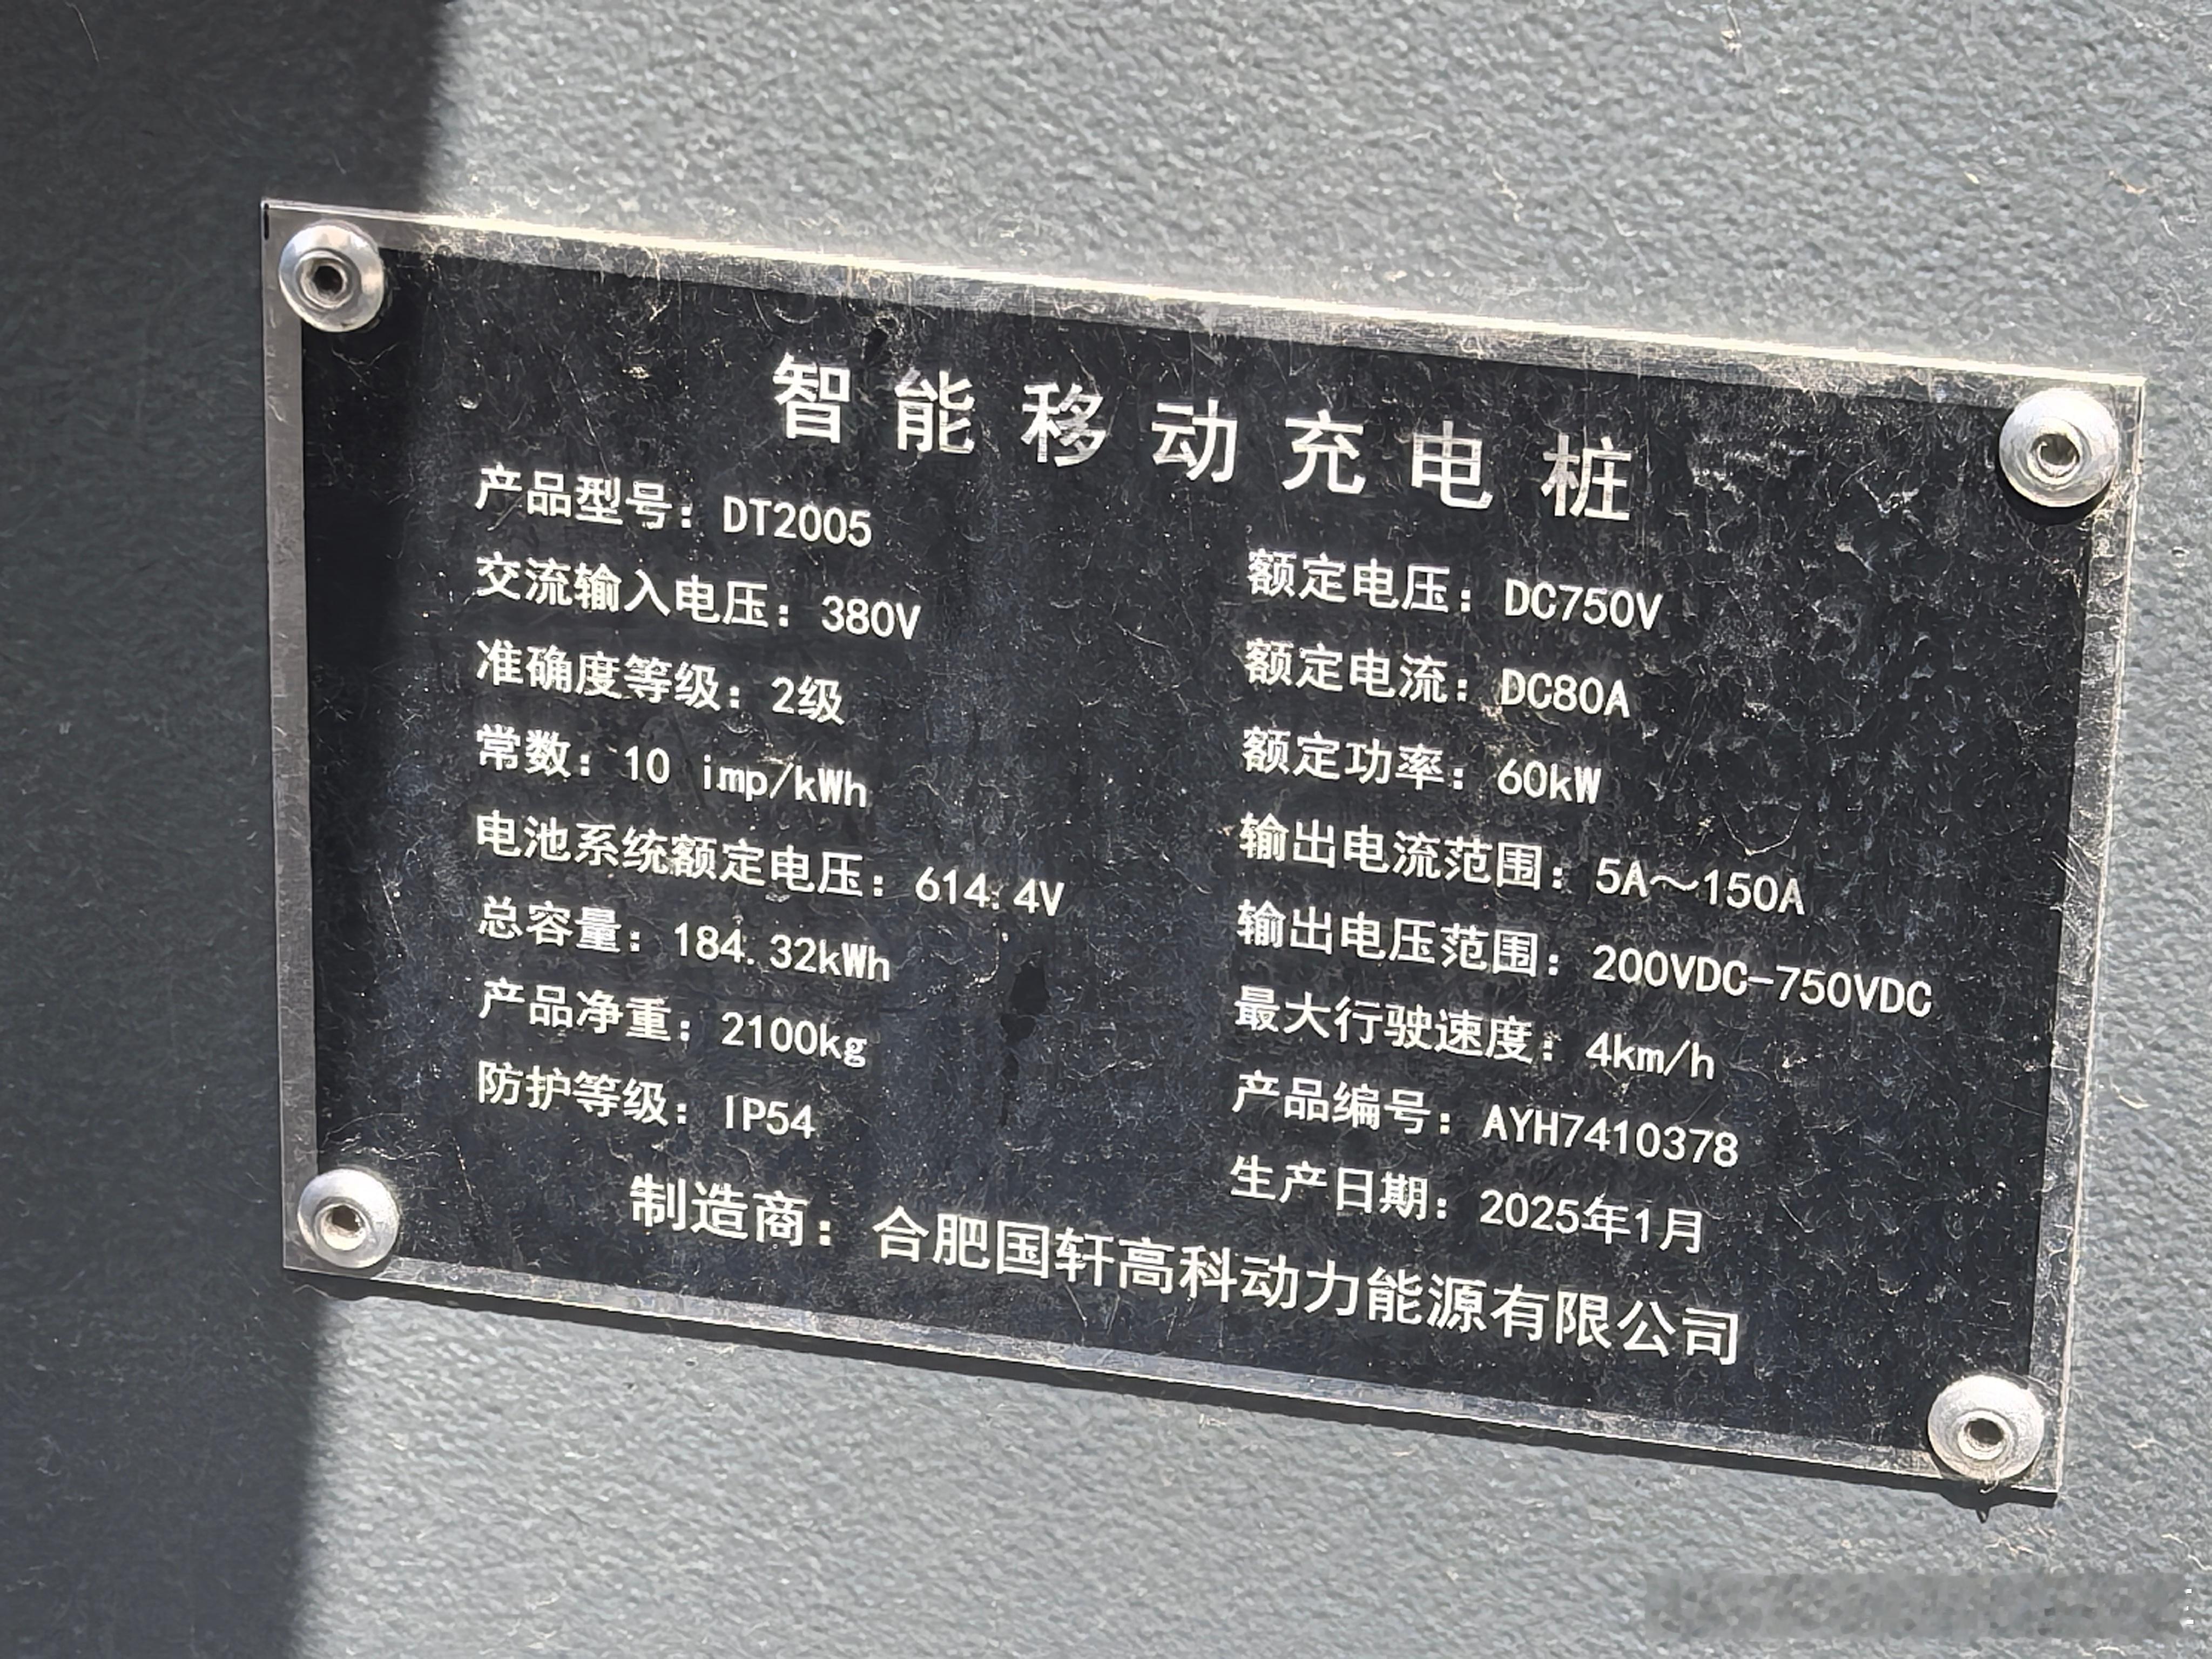 智能移动充电桩
产品型号：DT2005
交流输入电压：380V
准确度等级：2级
常数：10 imp/kWh
电池系统额定电压：614.4V
总容量：184.32kWh
产品净重：2100kg
防护等级：IP54
额定电压：DC750V
额定电流：DC80A
额定功率：60kW
输出电流范围：5A～150A
输出电压范围：200VDC-750VDC
最大行驶速度：4km/h
产品编号：AYH7410378
生产日期：2025年1月
制造商：合肥国轩高科动力能源有限公司